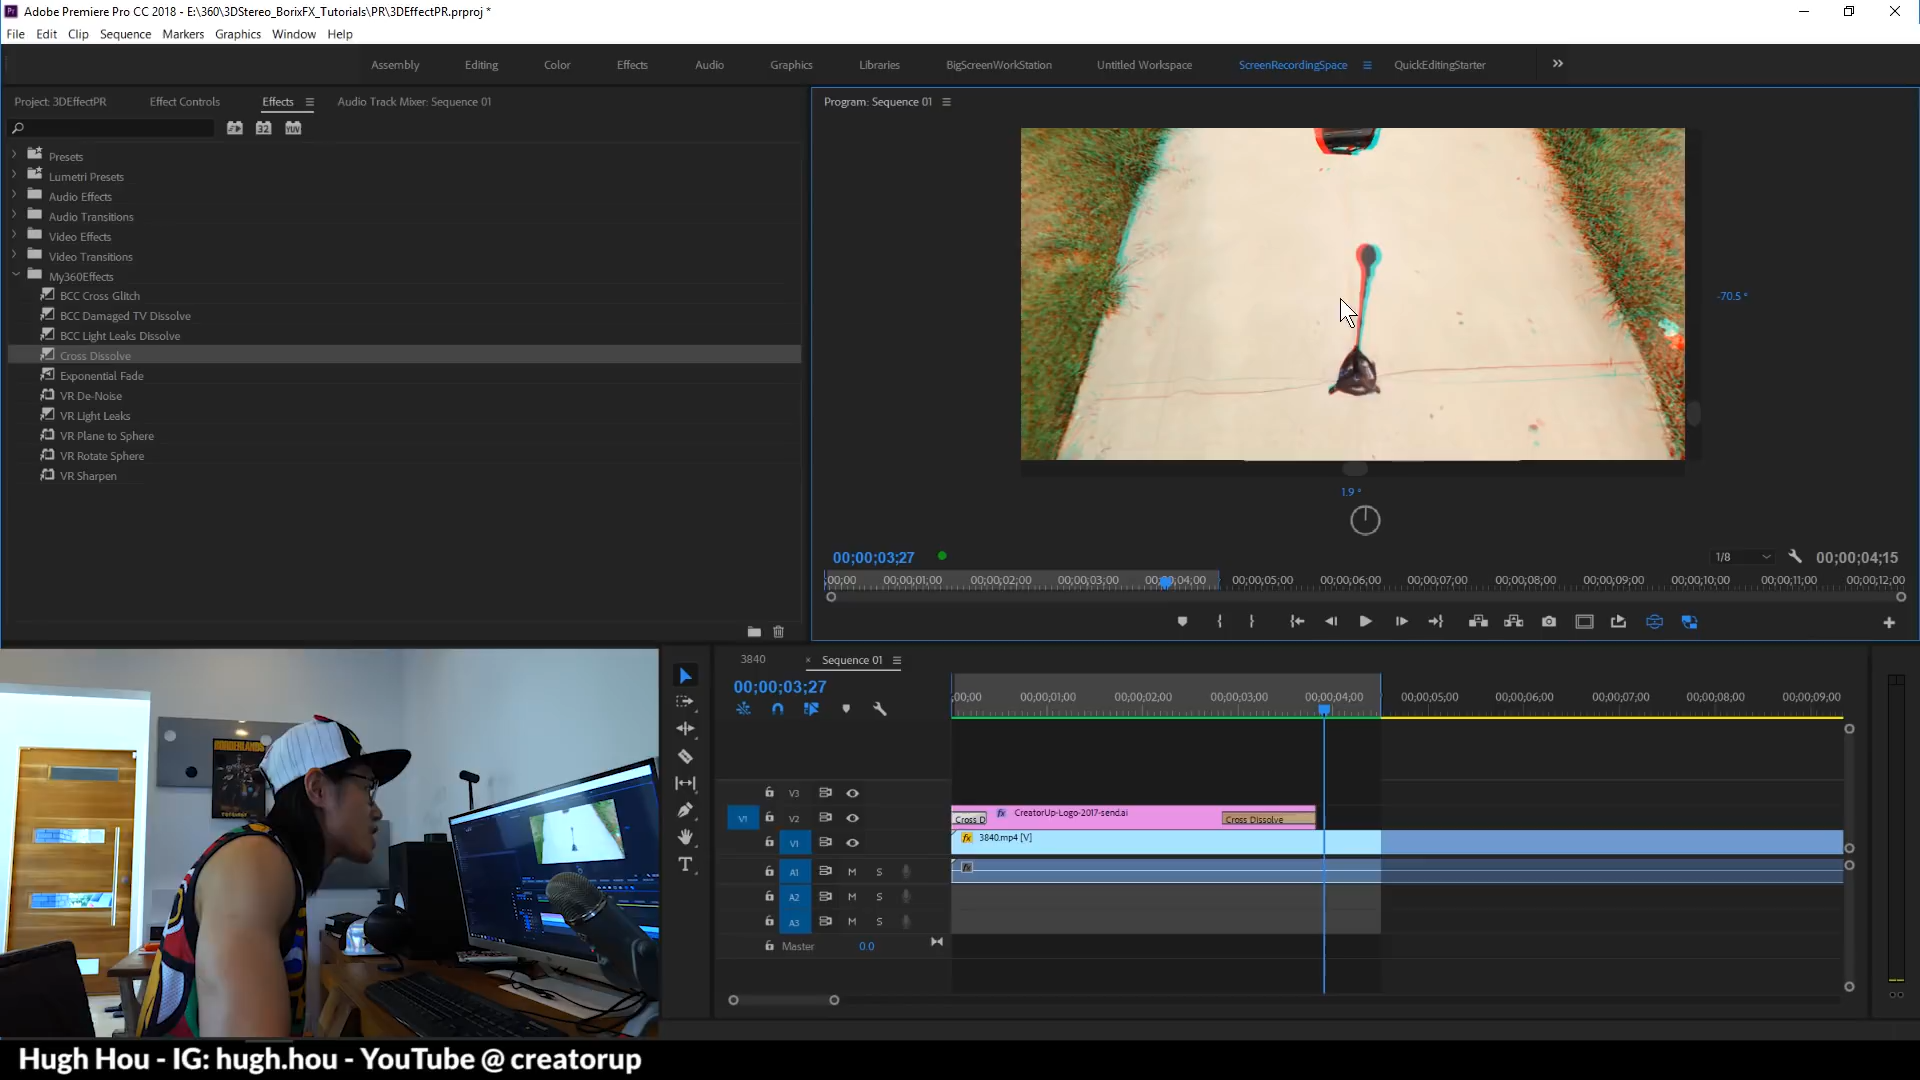 Adobe Premiere Pro CC 2018 - E:\360\3DStereo_BorixFX_Tutorials\PR\3DEffectPR.prproj *
File Edit Clip Sequence Markers Graphics Window Help
Assembly Editing Color Effects Audio Graphics Libraries BigScreenWorkStation Untitled Workspace ScreenRecordingSpace QuickEditingStarter
Project: 3DEffectPR Effect Controls Effects Audio Track Mixer: Sequence 01
Program: Sequence 01
32 YUV
Presets
Lumetri Presets
Audio Effects
Audio Transitions
Video Effects
Video Transitions
My360Effects
BCC Cross Glitch
BCC Damaged TV Dissolve
BCC Light Leaks Dissolve
Cross Dissolve
Exponential Fade
VR De-Noise
VR Light Leaks
VR Plane to Sphere
VR Rotate Sphere
VR Sharpen
-70.5 °
1.9 °
00;00;03;27 1/8 00;00;04;15
00;00 00;00;01;00 00;00;02;00 00;00;03;00 00;00;04;00 00;00;05;00 00;00;06;00 00;00;07;00 00;00;08;00 00;00;09;00 00;00;10;00 00;00;11;00 00;00;12;00
3840 × Sequence 01
00;00;03;27
00;00 00;00;01;00 00;00;02;00 00;00;03;00 00;00;04;00 00;00;05;00 00;00;06;00 00;00;07;00 00;00;08;00 00;00;09;00
V3
V1 V2 Cross D fx CreatorUp-Logo-2017-send.ai Cross Dissolve
V1 fx 3840.mp4 [V]
A1 M S fx
A2 M S
A3 M S
Master 0.0
BORDERLANDS
Hugh Hou - IG: hugh.hou - YouTube @ creatorup